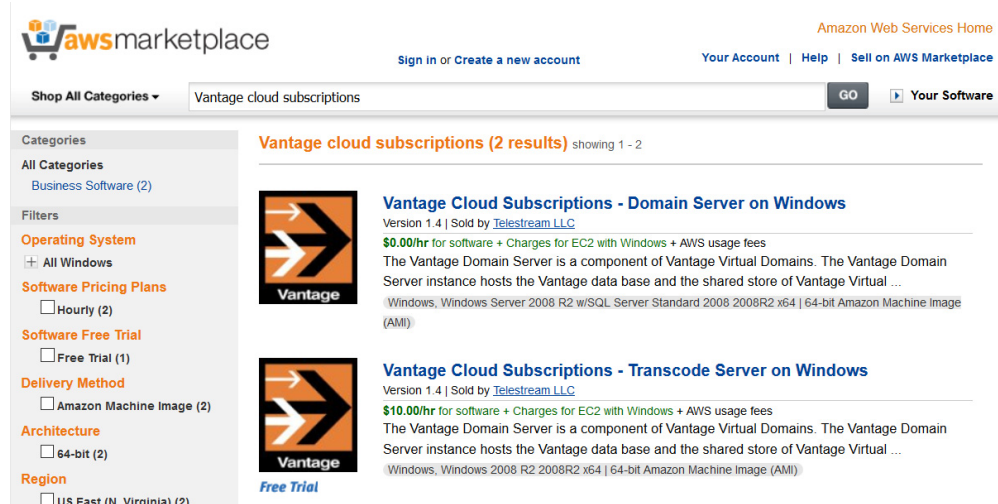 awsmarketplace
Amazon Web Services Home
Sign in or Create a new account
Your Account | Help | Sell on AWS Marketplace
Shop All Categories
Vantage cloud subscriptions
GO
Your Software
Categories
All Categories
Business Software (2)
Filters
Operating System
All Windows
Software Pricing Plans
Hourly (2)
Software Free Trial
Free Trial (1)
Delivery Method
Amazon Machine Image (2)
Architecture
64-bit (2)
Region
US East (N. Virginia) (2)
Vantage cloud subscriptions (2 results) showing 1 - 2
Vantage
Vantage Cloud Subscriptions - Domain Server on Windows
Version 1.4 | Sold by Telestream LLC
$0.00/hr for software + Charges for EC2 with Windows + AWS usage fees
The Vantage Domain Server is a component of Vantage Virtual Domains. The Vantage Domain
Server instance hosts the Vantage data base and the shared store of Vantage Virtual ...
Windows, Windows Server 2008 R2 w/SQL Server Standard 2008 2008R2 x64 | 64-bit Amazon Machine Image
(AMI)
Vantage
Free Trial
Vantage Cloud Subscriptions - Transcode Server on Windows
Version 1.4 | Sold by Telestream LLC
$10.00/hr for software + Charges for EC2 with Windows + AWS usage fees
The Vantage Domain Server is a component of Vantage Virtual Domains. The Vantage Domain
Server instance hosts the Vantage data base and the shared store of Vantage Virtual ...
Windows, Windows 2008 R2 2008R2 x64 | 64-bit Amazon Machine Image (AMI)